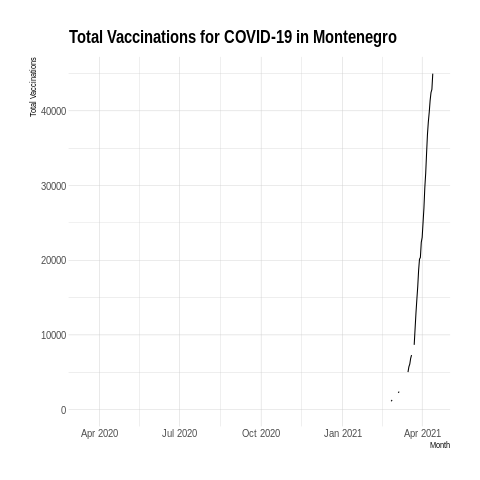 Total Vaccinations for COVID-19 in Montenegro
Total Vaccinations
40000
30000
20000
10000
0
Apr 2020 Jul 2020 Oct 2020 Jan 2021 Apr 2021
Month